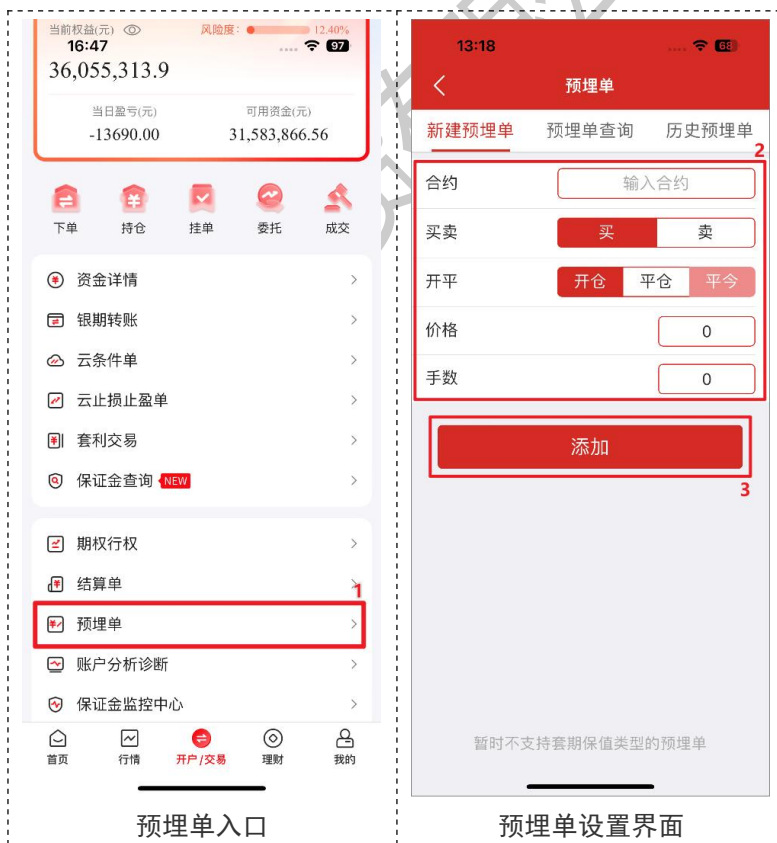 当前权益(元)
风险度:
12.40%
16:47
97
36,055,313.9
当日盈亏(元)
可用资金(元)
-13690.00
31,583,866.56
下单
持仓
挂单
委托
成交
资金详情
银期转账
云条件单
云止损止盈单
套利交易
保证金查询 NEW
期权行权
结算单
1
预埋单
账户分析诊断
保证金监控中心
首页
行情
开户/交易
理财
我的
预埋单入口
13:18
68
预埋单
新建预埋单
预埋单查询
历史预埋单
2
合约
输入合约
买卖
买
卖
开平
开仓
平仓
平今
价格
0
手数
0
添加
3
暂时不支持套期保值类型的预埋单
预埋单设置界面